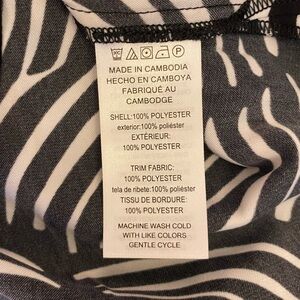 MADE IN CAMBODIA
HECHO EN CAMBOYA
FABRIQUÉ AU
CAMBODGE
SHELL:100% POLYESTER
exterior:100% poliéster
EXTÉRIEUR:
100% POLYESTER
TRIM FABRIC:
100% POLYESTER
tela de ribete:100% poliéster
TISSU DE BORDURE:
100% POLYESTER
MACHINE WASH COLD
WITH LIKE COLORS
GENTLE CYCLE